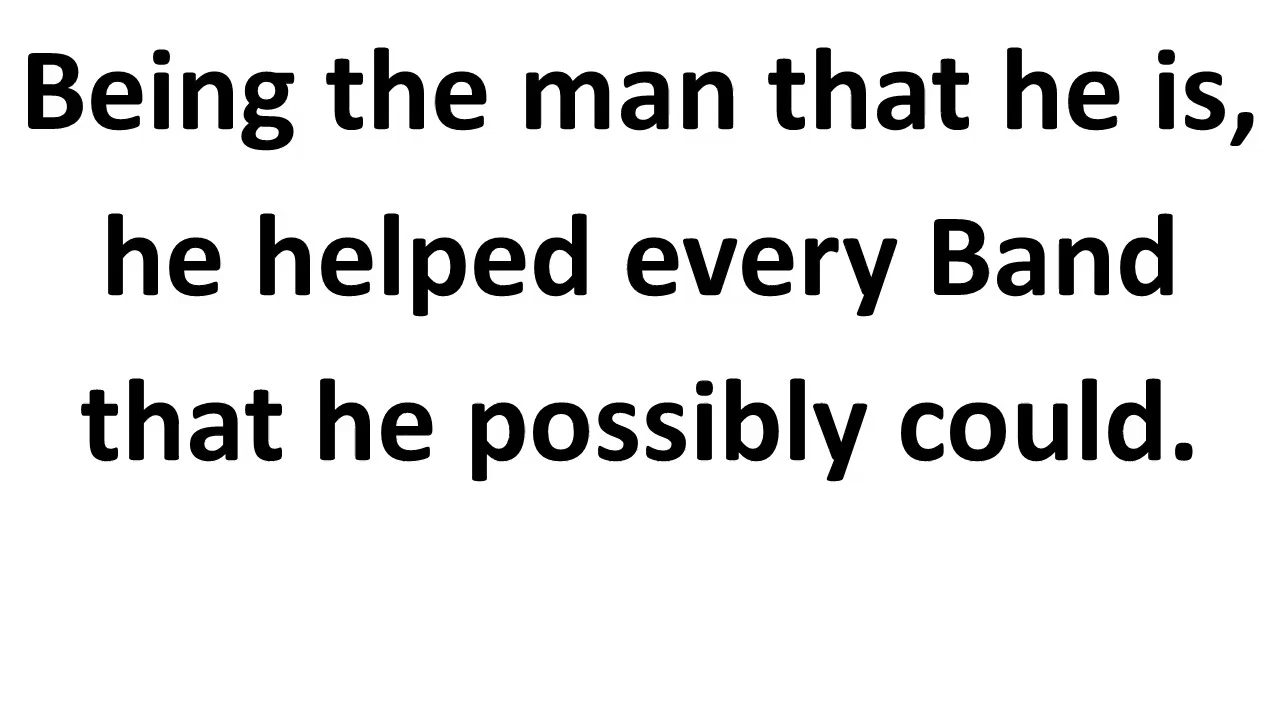 Being the man that he is,
he helped every Band
that he possibly could.